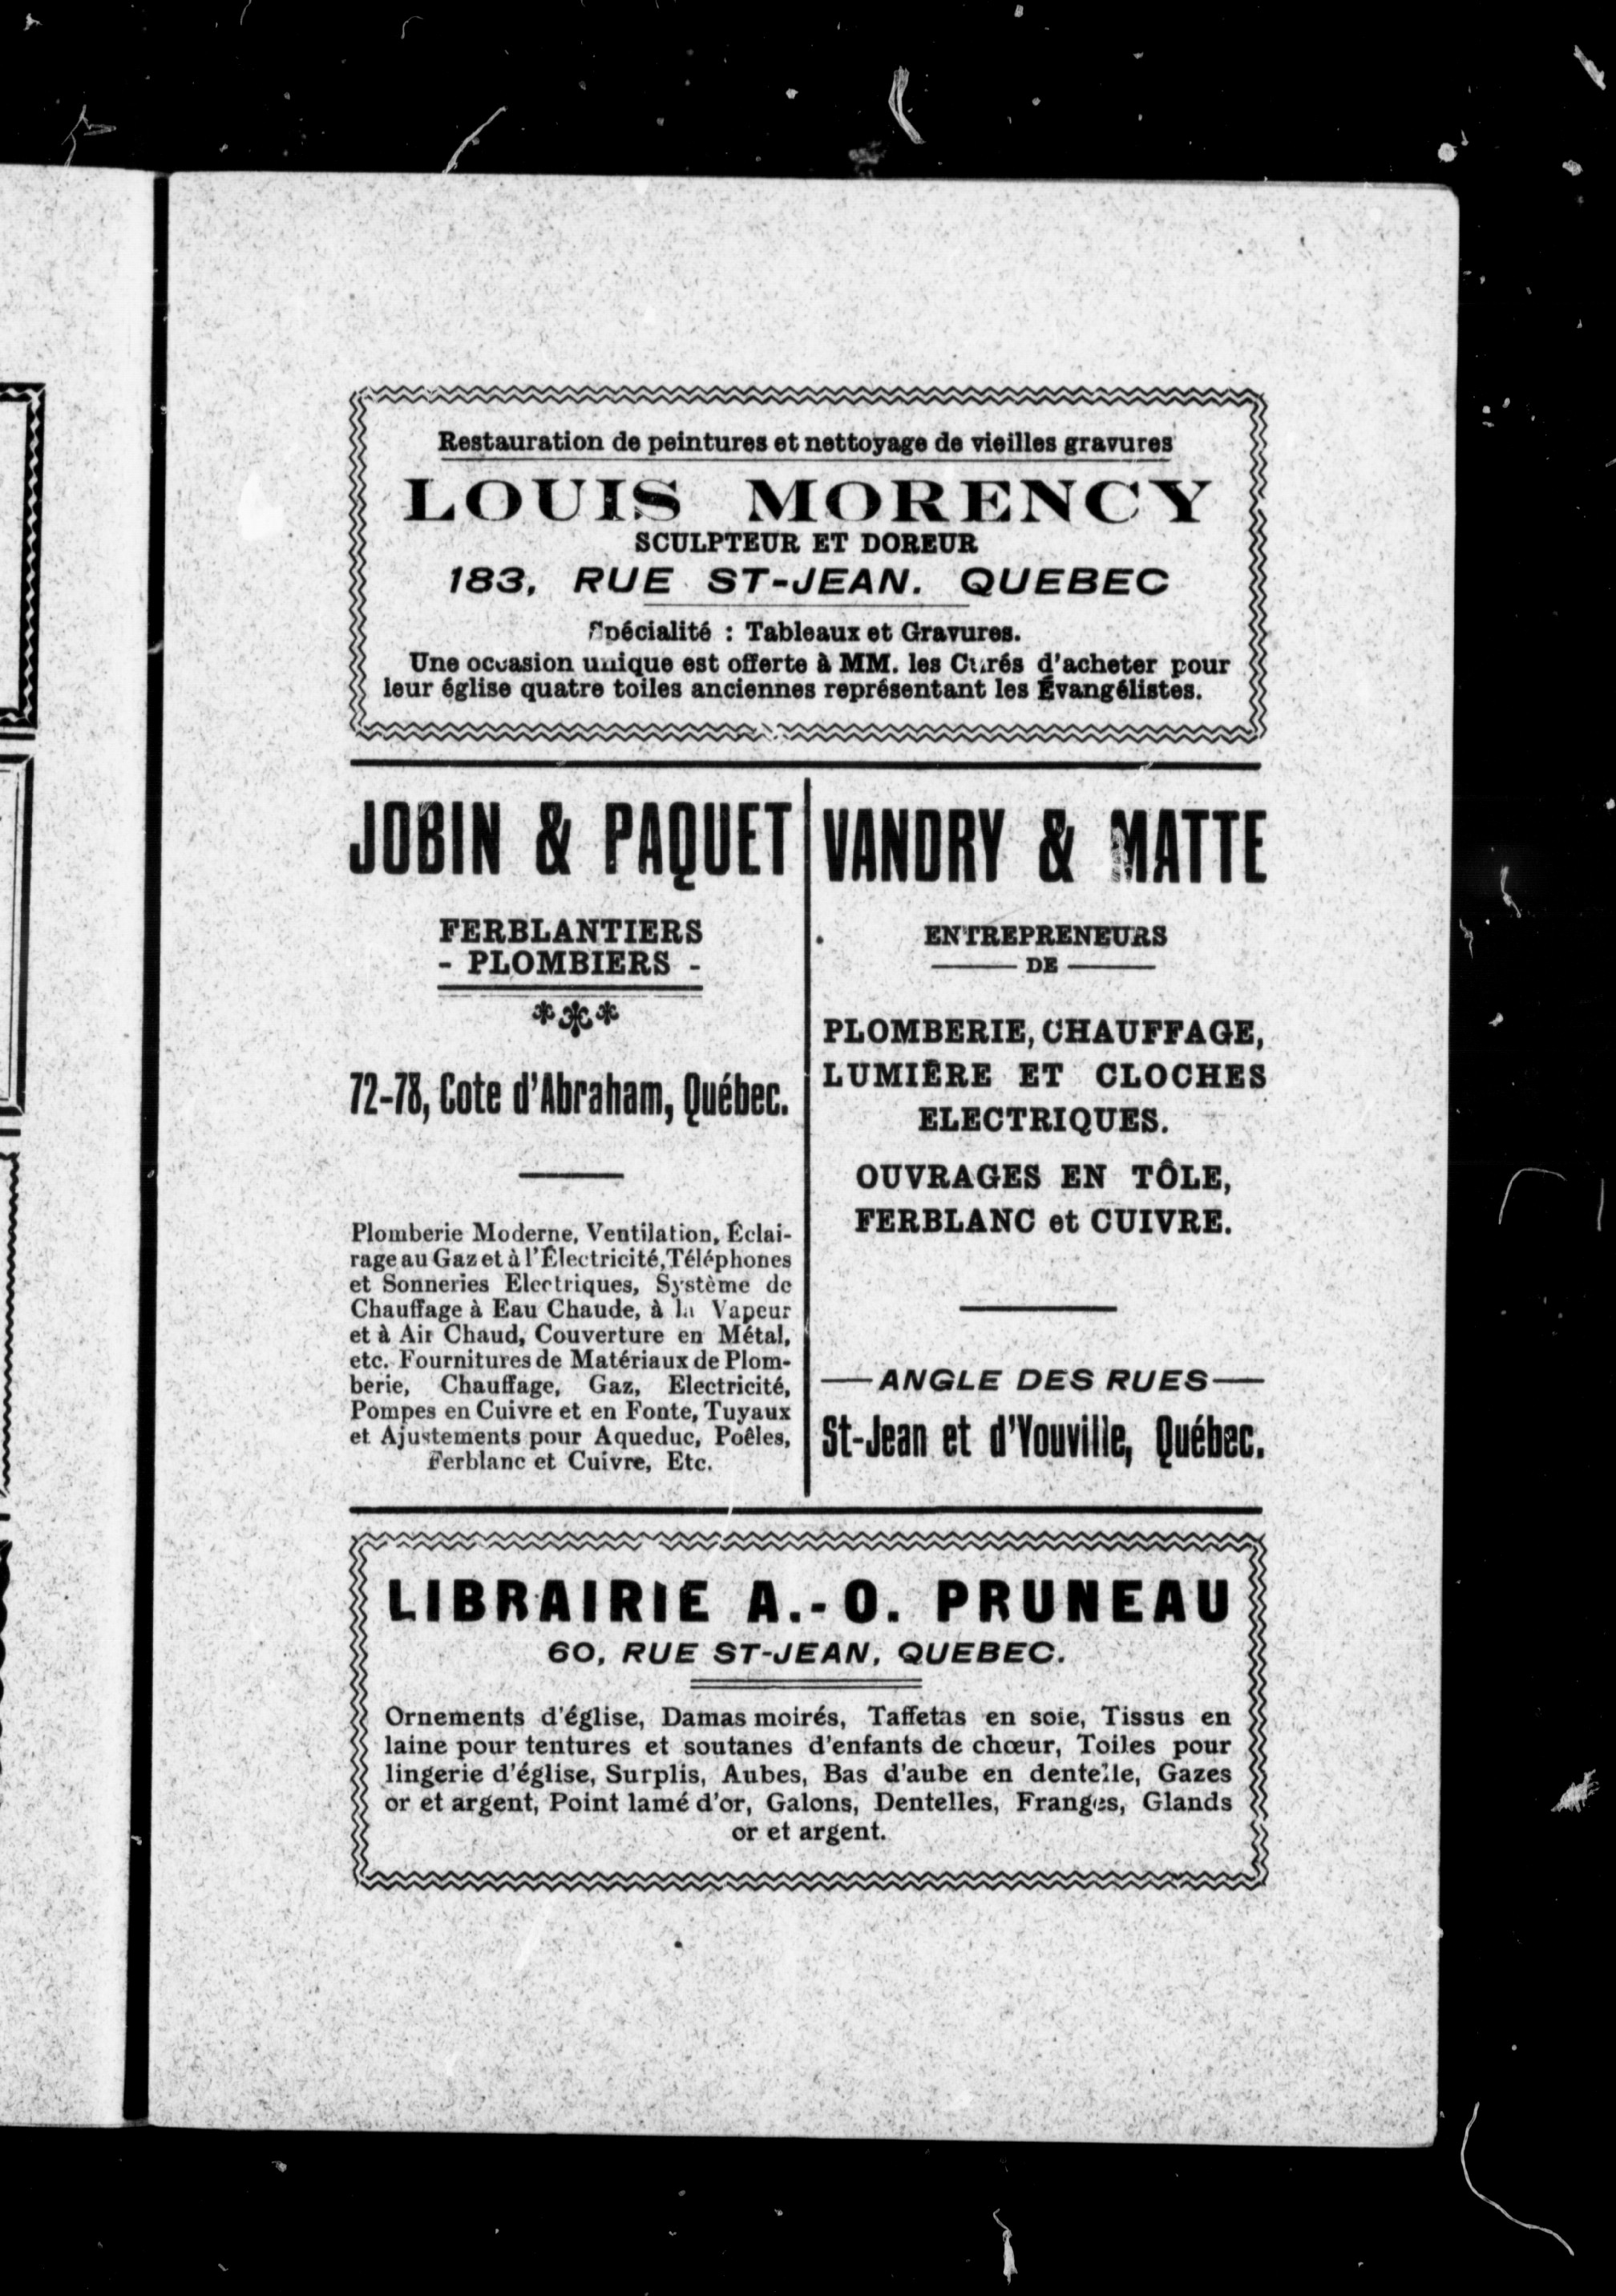 Restauration de peintures et nettoyage de vieilles gravures
LOUIS MORENCY
SCULPTEUR ET DOREUR
183, RUE ST-JEAN. QUEBEC
Spécialité : Tableaux et Gravures.
Une occasion unique est offerte à MM. les Curés d'acheter pour
leur église quatre toiles anciennes représentant les Évangélistes.
JOBIN & PAQUET
FERBLANTIERS
- PLOMBIERS -
72-78, Cote d'Abraham, Québec.
Plomberie Moderne, Ventilation, Éclai-
rage au Gaz et à l'Électricité, Téléphones
et Sonneries Electriques, Système de
Chauffage à Eau Chaude, à la Vapeur
et à Air Chaud, Couverture en Métal,
etc. Fournitures de Matériaux de Plom-
berie, Chauffage, Gaz, Electricité,
Pompes en Cuivre et en Fonte, Tuyaux
et Ajustements pour Aqueduc, Poêles,
Ferblanc et Cuivre, Etc.
VANDRY & MATTE
ENTREPRENEURS
DE
PLOMBERIE, CHAUFFAGE,
LUMIÈRE ET CLOCHES
ELECTRIQUES.
OUVRAGES EN TÔLE,
FERBLANC et CUIVRE.
ANGLE DES RUES
St-Jean et d'Youville, Québec.
LIBRAIRIE A.-O. PRUNEAU
60, RUE ST-JEAN, QUEBEC.
Ornements d'église, Damas moirés, Taffetas en soie, Tissus en
laine pour tentures et soutanes d'enfants de chœur, Toiles pour
lingerie d'église, Surplis, Aubes, Bas d'aube en dentelle, Gazes
or et argent, Point lamé d'or, Galons, Dentelles, Franges, Glands
or et argent.